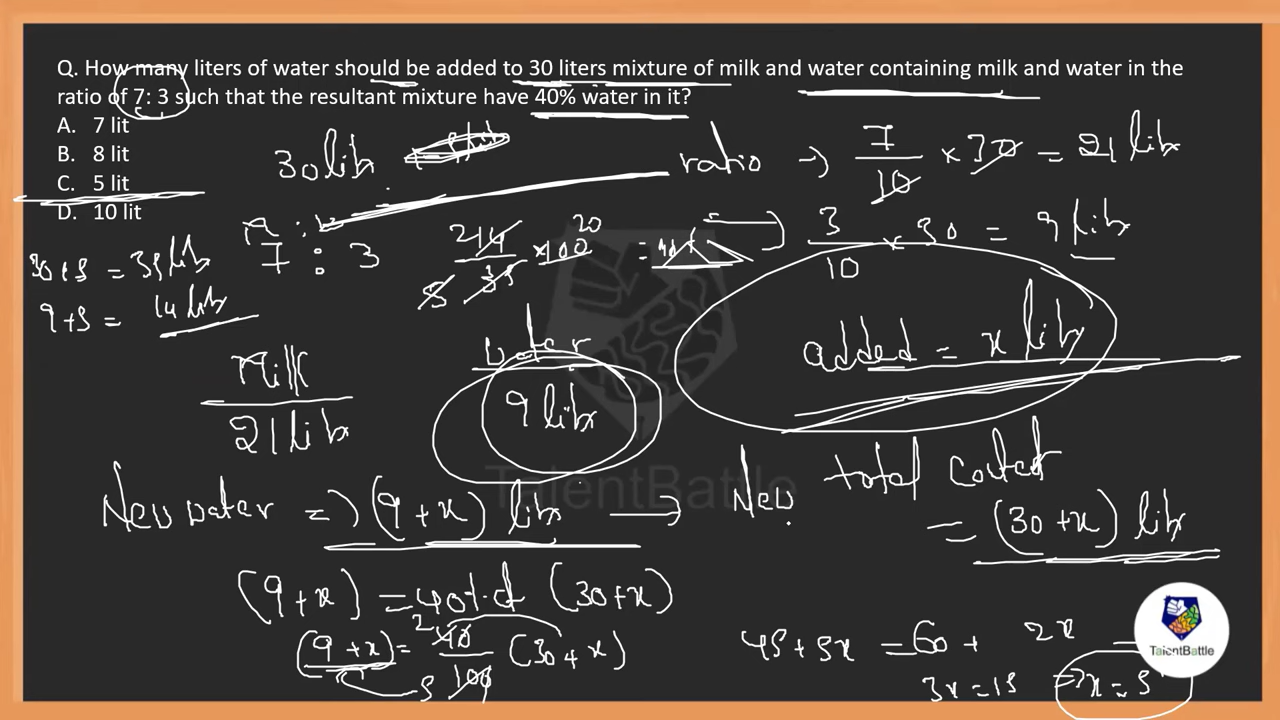 Q. How many liters of water should be added to 30 liters mixture of milk and water containing milk and water in the
ratio of 7: 3 such that the resultant mixture have 40% water in it?
A. 7 lit
B. 8 lit
C. 5 lit
D. 10 lit
30 lit
ratio → 7/10 × 30 = 21 lit
7 : 3
3/10 × 30 = 9 lit
30+5 = 35 lit
9+5 = 14 lit
added = x lit
Milk
21 lit
water
9 lit
TalentBattle
New water ⇒ (9 + x) lit → New total
= (30 + x) lit
(9 + x) = 40% of (30 + x)
(9 + x) = 2 40/100 5 (30 + x)
45 + 5x = 60 + 2x
3x = 15 ⇒ x = 5
TalentBattle